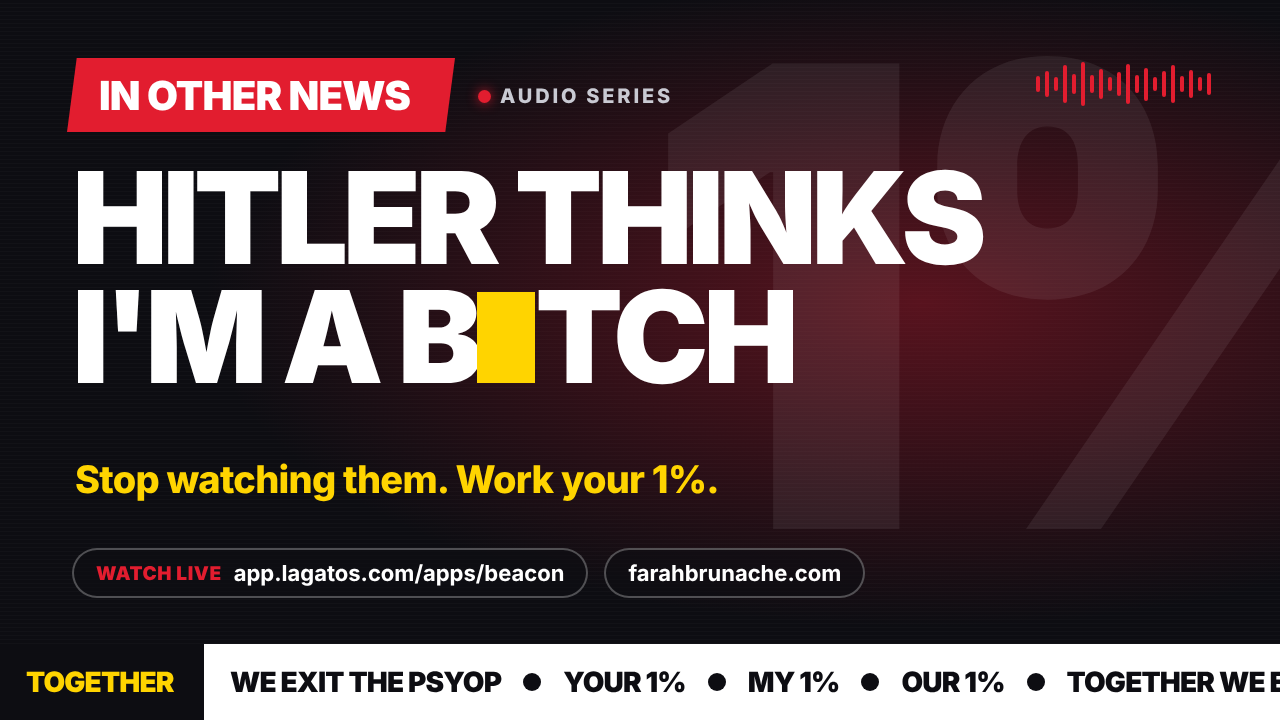 IN OTHER NEWS
AUDIO SERIES
1%
HITLER THINKS
I'M A B TCH
Stop watching them. Work your 1%.
WATCH LIVE app.lagatos.com/apps/beacon
farahbrunache.com
TOGETHER
WE EXIT THE PSYOP ● YOUR 1% ● MY 1% ● OUR 1% ● TOGETHER WE